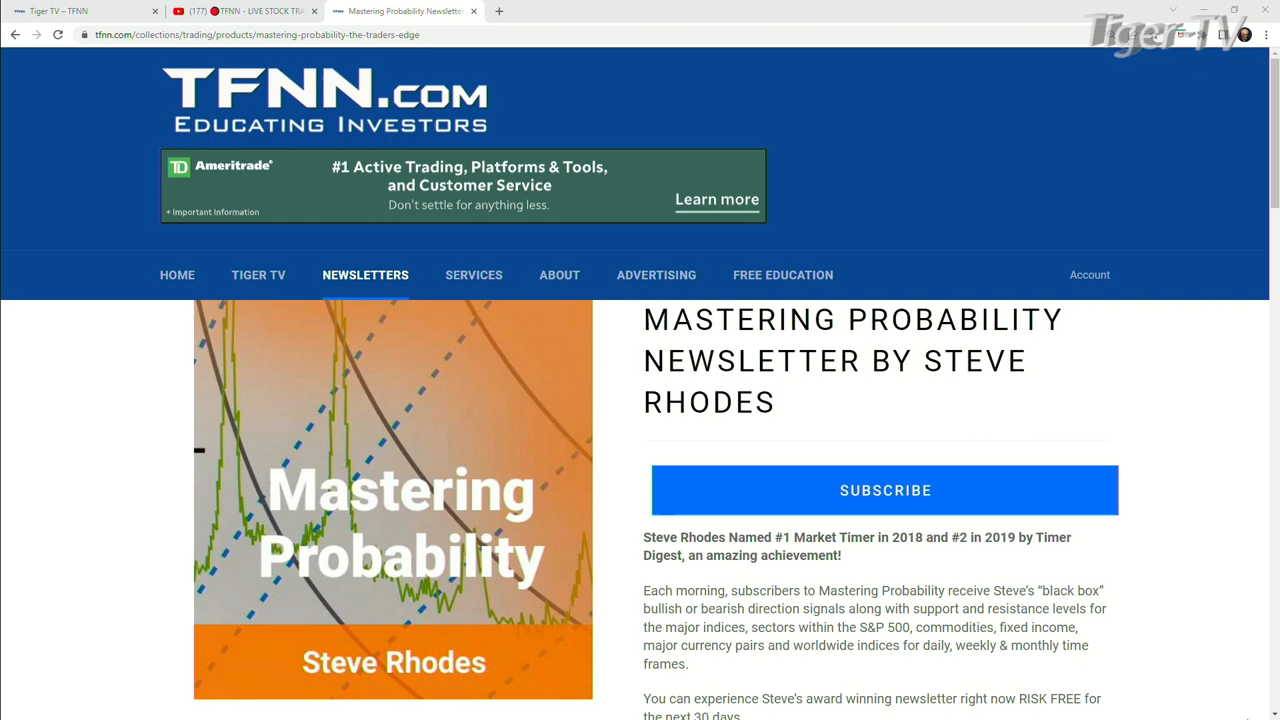 Tiger TV – TFNN
(177) 🔴TFNN - LIVE STOCK TRA
Mastering Probability Newslette
tfnn.com/collections/trading/products/mastering-probability-the-traders-edge
Tiger TV
TFNN.COM
EDUCATING INVESTORS
TD Ameritrade®
#1 Active Trading, Platforms & Tools,
and Customer Service
Don't settle for anything less.
Learn more
+ Important Information
HOME TIGER TV NEWSLETTERS SERVICES ABOUT ADVERTISING FREE EDUCATION Account
Mastering
Probability
Steve Rhodes
MASTERING PROBABILITY
NEWSLETTER BY STEVE
RHODES
SUBSCRIBE
Steve Rhodes Named #1 Market Timer in 2018 and #2 in 2019 by Timer
Digest, an amazing achievement!
Each morning, subscribers to Mastering Probability receive Steve's “black box”
bullish or bearish direction signals along with support and resistance levels for
the major indices, sectors within the S&P 500, commodities, fixed income,
major currency pairs and worldwide indices for daily, weekly & monthly time
frames.
You can experience Steve's award winning newsletter right now RISK FREE for
the next 30 days